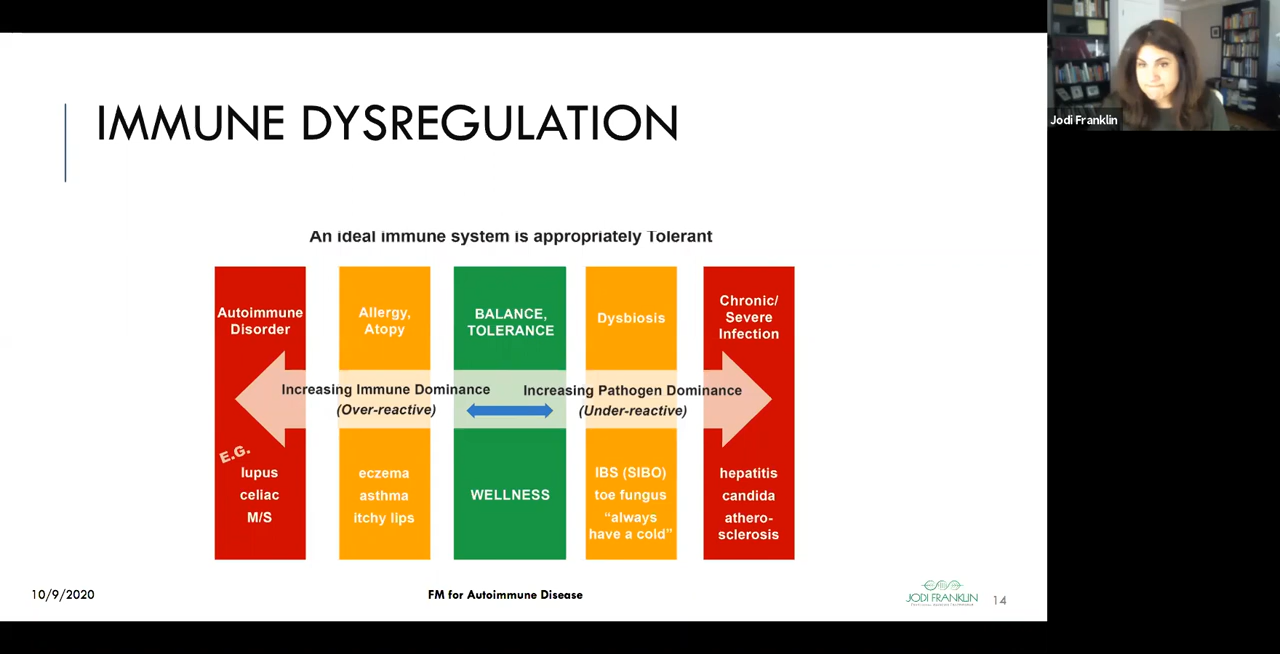 IMMUNE DYSREGULATION
Jodi Franklin
An ideal immune system is appropriately Tolerant
Autoimmune
Disorder
Allergy,
Atopy
BALANCE,
TOLERANCE
Dysbiosis
Chronic/
Severe
Infection
Increasing Immune Dominance
(Over-reactive)
Increasing Pathogen Dominance
(Under-reactive)
E.G.
lupus
celiac
M/S
eczema
asthma
itchy lips
WELLNESS
IBS (SIBO)
toe fungus
“always
have a cold”
hepatitis
candida
athero-
sclerosis
10/9/2020
FM for Autoimmune Disease
JODI FRANKLIN
14